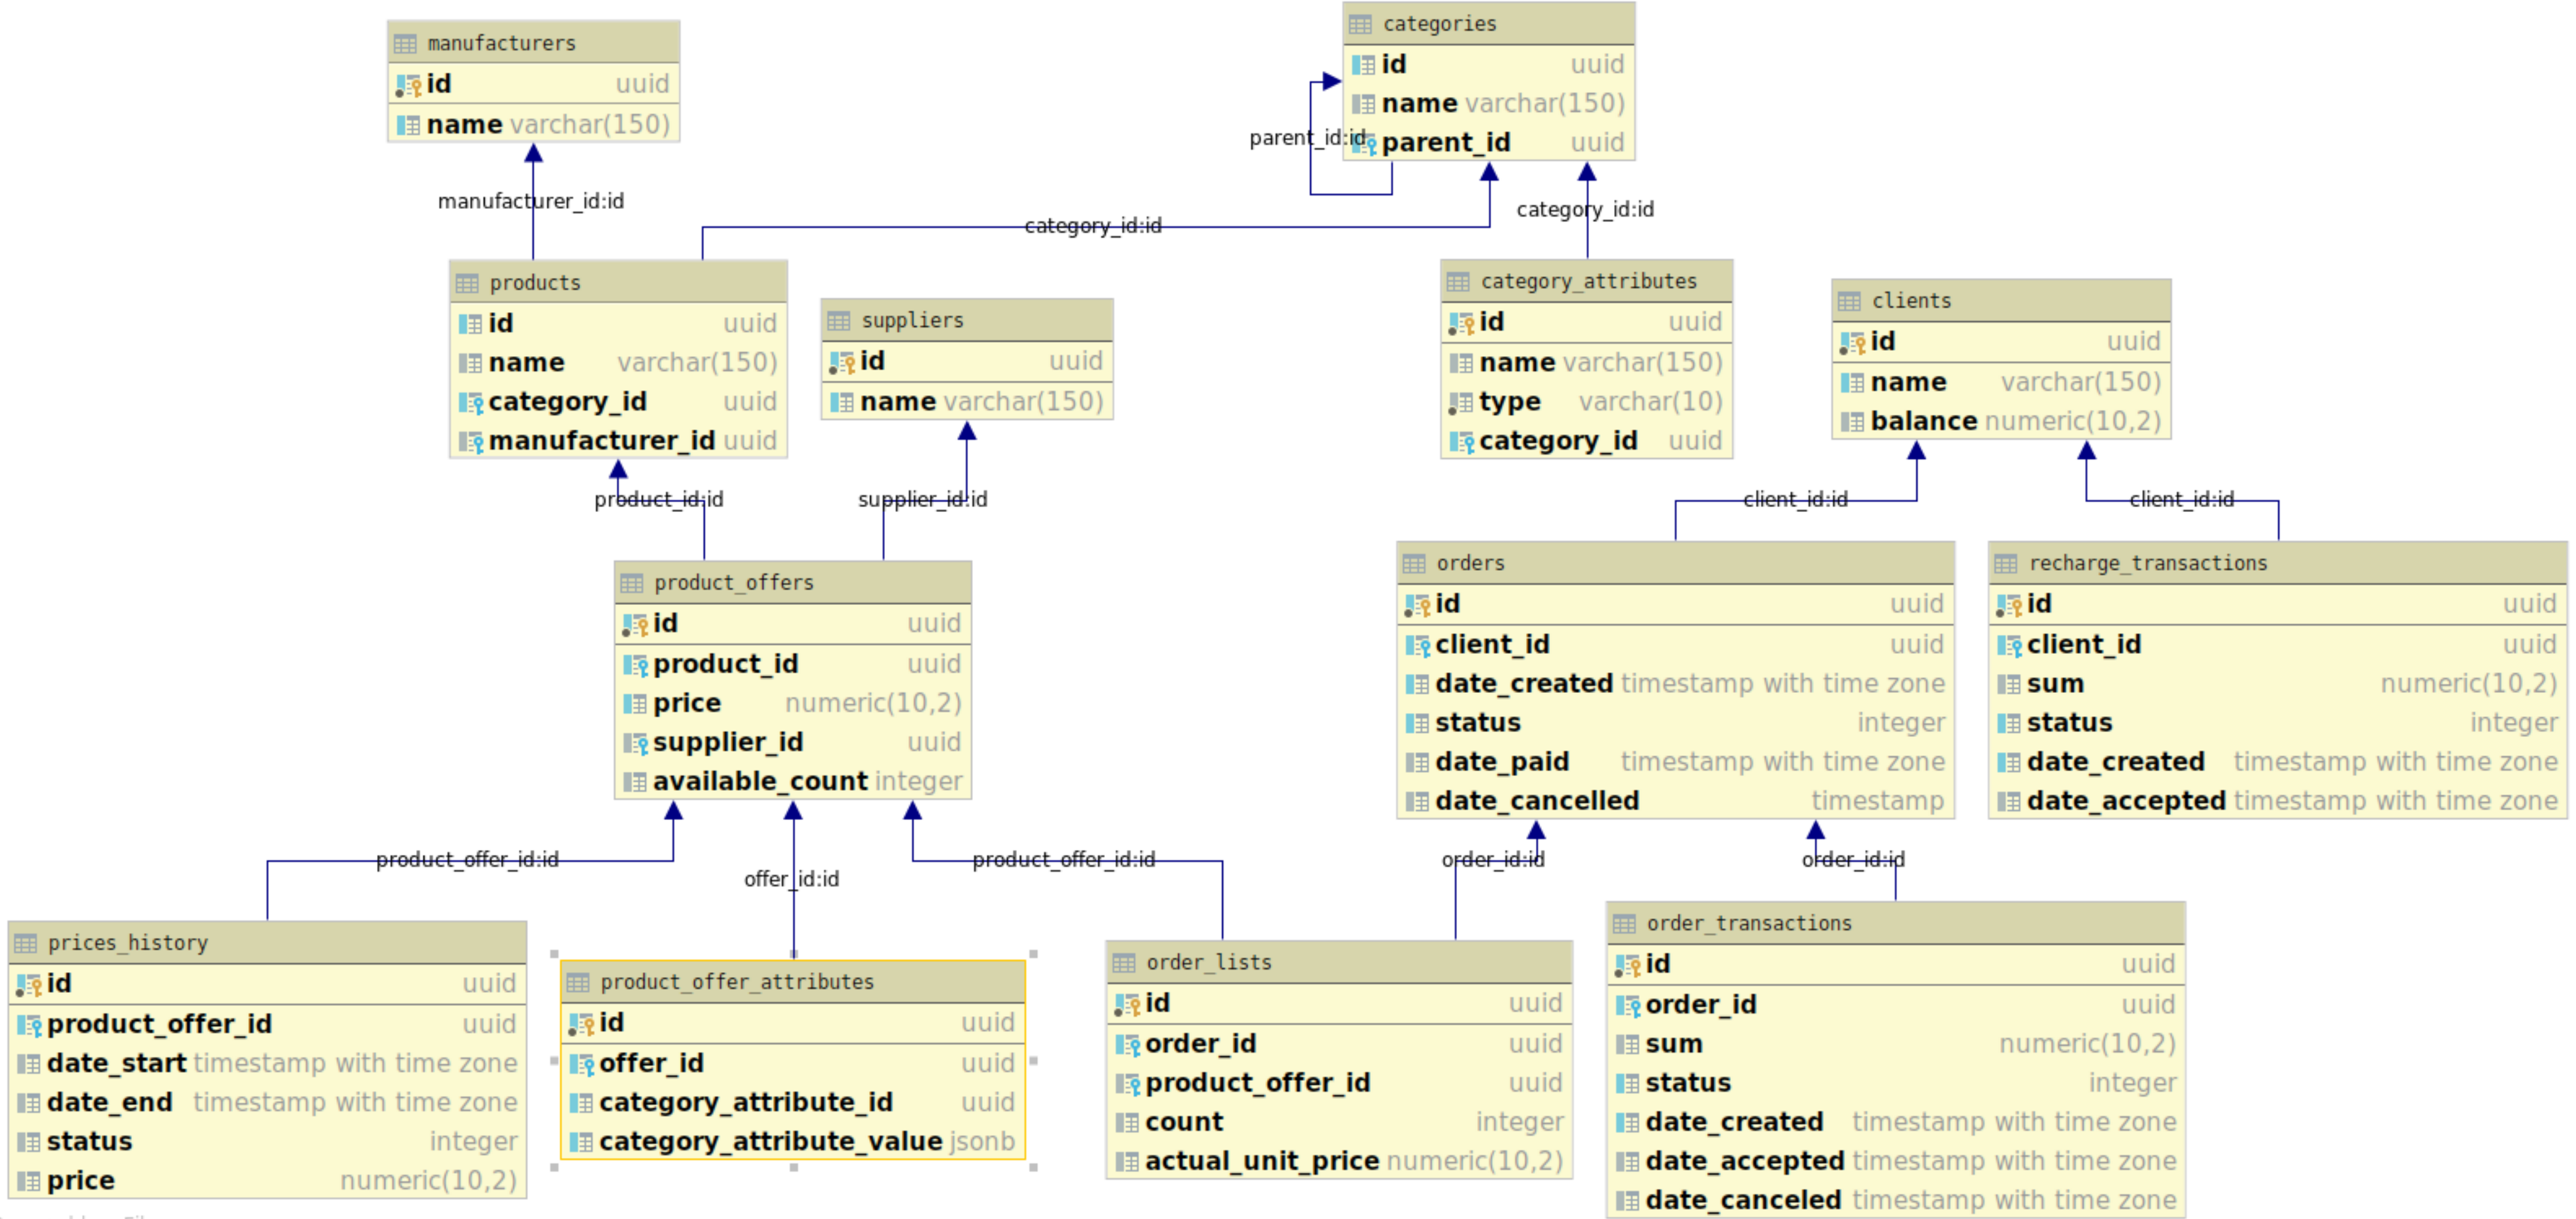 manufacturers
id uuid
name varchar(150)
categories
id uuid
name varchar(150)
parent_id uuid
parent_id:id
manufacturer_id:id
category_id:id
category_id:id
products
id uuid
name varchar(150)
category_id uuid
manufacturer_id uuid
suppliers
id uuid
name varchar(150)
category_attributes
id uuid
name varchar(150)
type varchar(10)
category_id uuid
clients
id uuid
name varchar(150)
balance numeric(10,2)
product_id:id
supplier_id:id
client_id:id
client_id:id
product_offers
id uuid
product_id uuid
price numeric(10,2)
supplier_id uuid
available_count integer
orders
id uuid
client_id uuid
date_created timestamp with time zone
status integer
date_paid timestamp with time zone
date_cancelled timestamp
recharge_transactions
id uuid
client_id uuid
sum numeric(10,2)
status integer
date_created timestamp with time zone
date_accepted timestamp with time zone
product_offer_id:id
offer_id:id
product_offer_id:id
order_id:id
order_id:id
prices_history
id uuid
product_offer_id uuid
date_start timestamp with time zone
date_end timestamp with time zone
status integer
price numeric(10,2)
product_offer_attributes
id uuid
offer_id uuid
category_attribute_id uuid
category_attribute_value jsonb
order_lists
id uuid
order_id uuid
product_offer_id uuid
count integer
actual_unit_price numeric(10,2)
order_transactions
id uuid
order_id uuid
sum numeric(10,2)
status integer
date_created timestamp with time zone
date_accepted timestamp with time zone
date_canceled timestamp with time zone